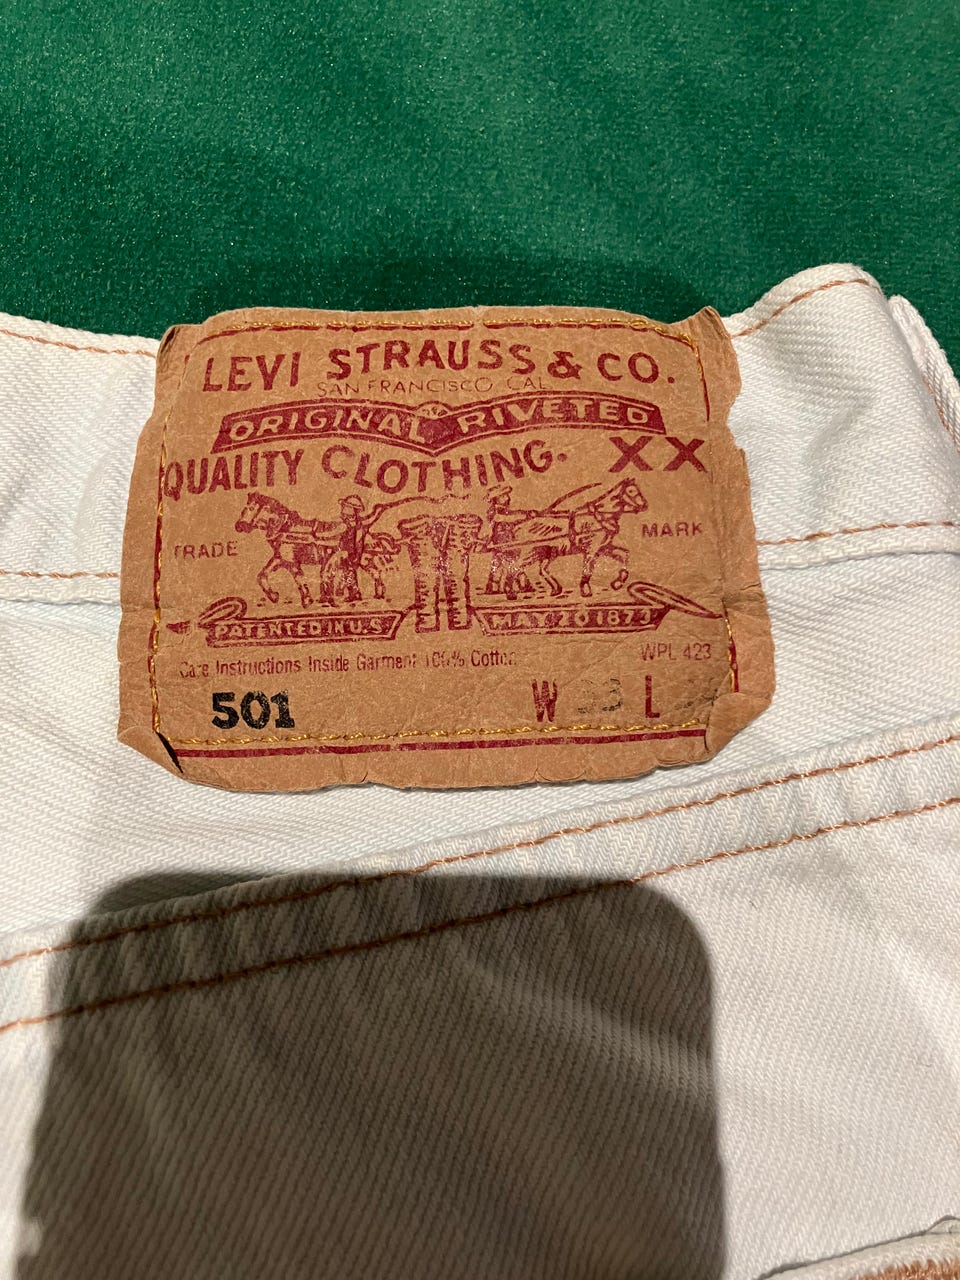 LEVI STRAUSS & CO.
SAN FRANCISCO CAL
ORIGINAL RIVETED
QUALITY CLOTHING. XX
TRADE MARK
PATENTED IN U.S MAY 20 1873
Care Instructions Inside Garment 100% Cotton WPL 423
501 W 33 L